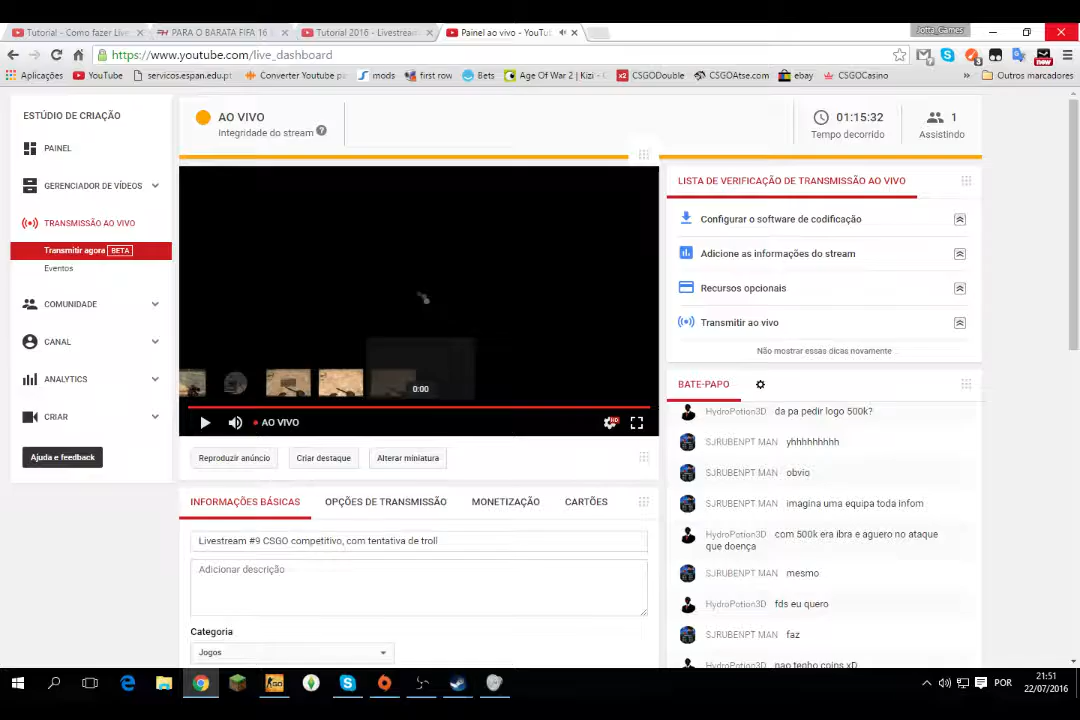 Tutorial - Como fazer Live
PARA O BARATA FIFA 16
Tutorial 2016 - Livestream
Painel ao vivo - YouTu
Jotta Games
https://www.youtube.com/live_dashboard
Aplicações
YouTube
servicos.espan.edu.pt
Converter Youtube pa
mods
first row
Bets
Age Of War 2 | Kizi - 
CSGODouble
CSGOAtse.com
ebay
CSGOCasino
»
Outros marcadores
ESTÚDIO DE CRIAÇÃO
PAINEL
GERENCIADOR DE VÍDEOS
TRANSMISSÃO AO VIVO
Transmitir agora BETA
Eventos
COMUNIDADE
CANAL
ANALYTICS
CRIAR
Ajuda e feedback
AO VIVO
Integridade do stream ?
01:15:32
Tempo decorrido
1
Assistindo
0:00
AO VIVO
HD
Reproduzir anúncio
Criar destaque
Alterar miniatura
INFORMAÇÕES BÁSICAS
OPÇÕES DE TRANSMISSÃO
MONETIZAÇÃO
CARTÕES
Livestream #9 CSGO competitivo, com tentativa de troll
Adicionar descrição
Categoria
Jogos
LISTA DE VERIFICAÇÃO DE TRANSMISSÃO AO VIVO
Configurar o software de codificação
Adicione as informações do stream
Recursos opcionais
Transmitir ao vivo
Não mostrar essas dicas novamente
BATE-PAPO
HydroPotion3D da pa pedir logo 500k?
SJRUBENPT MAN yhhhhhhhhh
SJRUBENPT MAN obvio
SJRUBENPT MAN imagina uma equipa toda infom
HydroPotion3D com 500k era ibra e aguero no ataque
que doença
SJRUBENPT MAN mesmo
HydroPotion3D fds eu quero
SJRUBENPT MAN faz
HydroPotion3D nao tenho coins xD
POR
21:51
22/07/2016